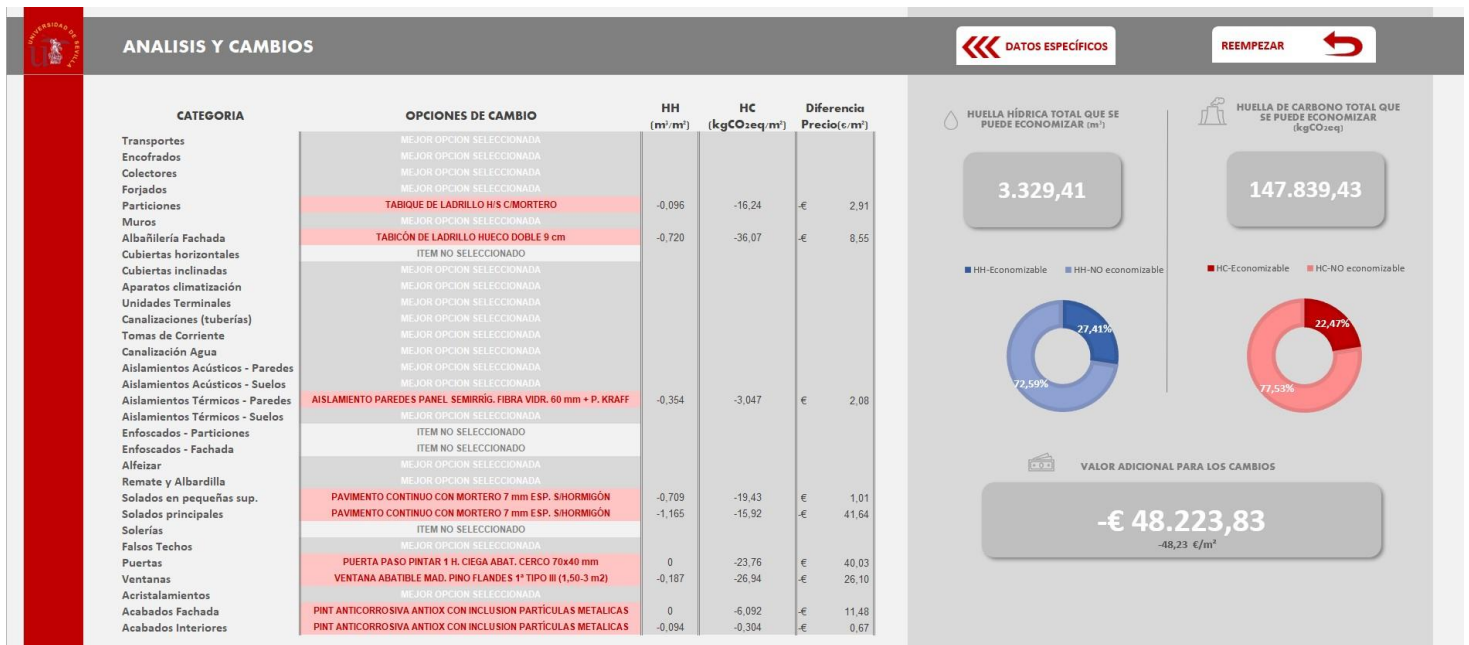 UNIVERSIDAD DE SEVILLA
ANALISIS Y CAMBIOS
DATOS ESPECÍFICOS
REEMPEZAR
CATEGORIA OPCIONES DE CAMBIO HH (m³/m²) HC (kgCO2eq/m²) Diferencia Precio(€/m²)
Transportes MEJOR OPCION SELECCIONADA
Encofrados MEJOR OPCION SELECCIONADA
Colectores MEJOR OPCION SELECCIONADA
Forjados MEJOR OPCION SELECCIONADA
Particiones TABIQUE DE LADRILLO H/S C/MORTERO -0,096 -16,24 -€ 2,91
Muros MEJOR OPCION SELECCIONADA
Albañilería Fachada TABICÓN DE LADRILLO HUECO DOBLE 9 cm -0,720 -36,07 -€ 8,55
Cubiertas horizontales ITEM NO SELECCIONADO
Cubiertas inclinadas MEJOR OPCION SELECCIONADA
Aparatos climatización MEJOR OPCION SELECCIONADA
Unidades Terminales MEJOR OPCION SELECCIONADA
Canalizaciones (tuberías) MEJOR OPCION SELECCIONADA
Tomas de Corriente MEJOR OPCION SELECCIONADA
Canalización Agua MEJOR OPCION SELECCIONADA
Aislamientos Acústicos - Paredes MEJOR OPCION SELECCIONADA
Aislamientos Acústicos - Suelos MEJOR OPCION SELECCIONADA
Aislamientos Térmicos - Paredes AISLAMIENTO PAREDES PANEL SEMIRRÍG. FIBRA VIDR. 60 mm + P. KRAFF -0,354 -3,047 € 2,08
Aislamientos Térmicos - Suelos MEJOR OPCION SELECCIONADA
Enfoscados - Particiones ITEM NO SELECCIONADO
Enfoscados - Fachada ITEM NO SELECCIONADO
Alfeizar MEJOR OPCION SELECCIONADA
Remate y Albardilla MEJOR OPCION SELECCIONADA
Solados en pequeñas sup. PAVIMENTO CONTINUO CON MORTERO 7 mm ESP. S/HORMIGÓN -0,709 -19,43 € 1,01
Solados principales PAVIMENTO CONTINUO CON MORTERO 7 mm ESP. S/HORMIGÓN -1,165 -15,92 -€ 41,64
Solerías ITEM NO SELECCIONADO
Falsos Techos MEJOR OPCION SELECCIONADA
Puertas PUERTA PASO PINTAR 1 H. CIEGA ABAT. CERCO 70x40 mm 0 -23,76 € 40,03
Ventanas VENTANA ABATIBLE MAD. PINO FLANDES 1ª TIPO III (1,50-3 m2) -0,187 -26,94 -€ 26,10
Acristalamientos MEJOR OPCION SELECCIONADA
Acabados Fachada PINT ANTICORROSIVA ANTIOX CON INCLUSION PARTÍCULAS METALICAS 0 -6,092 -€ 11,48
Acabados Interiores PINT ANTICORROSIVA ANTIOX CON INCLUSION PARTÍCULAS METALICAS -0,094 -0,304 -€ 0,67
HUELLA HÍDRICA TOTAL QUE SE
PUEDE ECONOMIZAR (m³)
3.329,41
HH-Economizable HH-NO economizable
27,41%
72,59%
HUELLA DE CARBONO TOTAL QUE
SE PUEDE ECONOMIZAR
(kgCO2eq)
147.839,43
HC-Economizable HC-NO economizable
22,47%
77,53%
VALOR ADICIONAL PARA LOS CAMBIOS
-€ 48.223,83
-48,23 €/m²